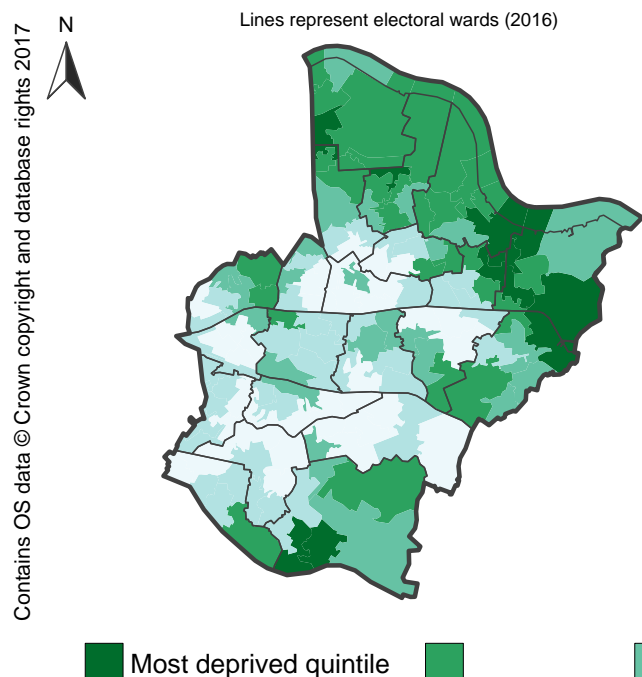 Lines represent electoral wards (2016)
N
Contains OS data © Crown copyright and database rights 2017
Most deprived quintile